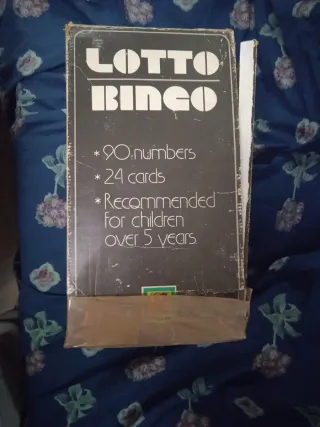 LOTTO
BINGO
* 90 numbers
* 24 cards
* Recommended
for children
over 5 years